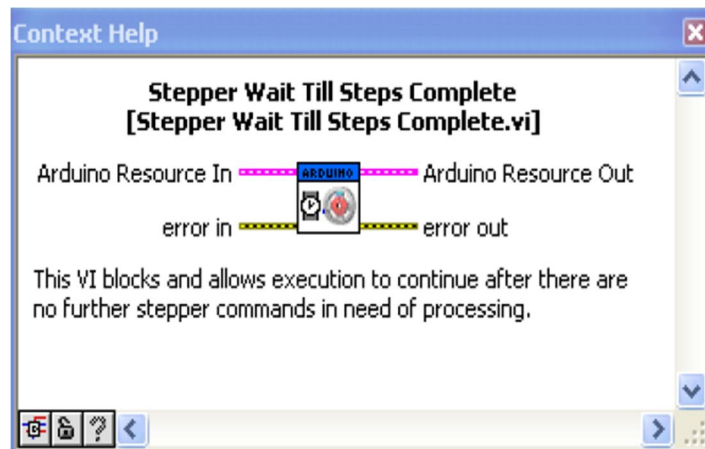 Context Help
Stepper Wait Till Steps Complete
[Stepper Wait Till Steps Complete.vi]
Arduino Resource In
ARDUINO
Arduino Resource Out
error in
error out
This VI blocks and allows execution to continue after there are
no further stepper commands in need of processing.
?